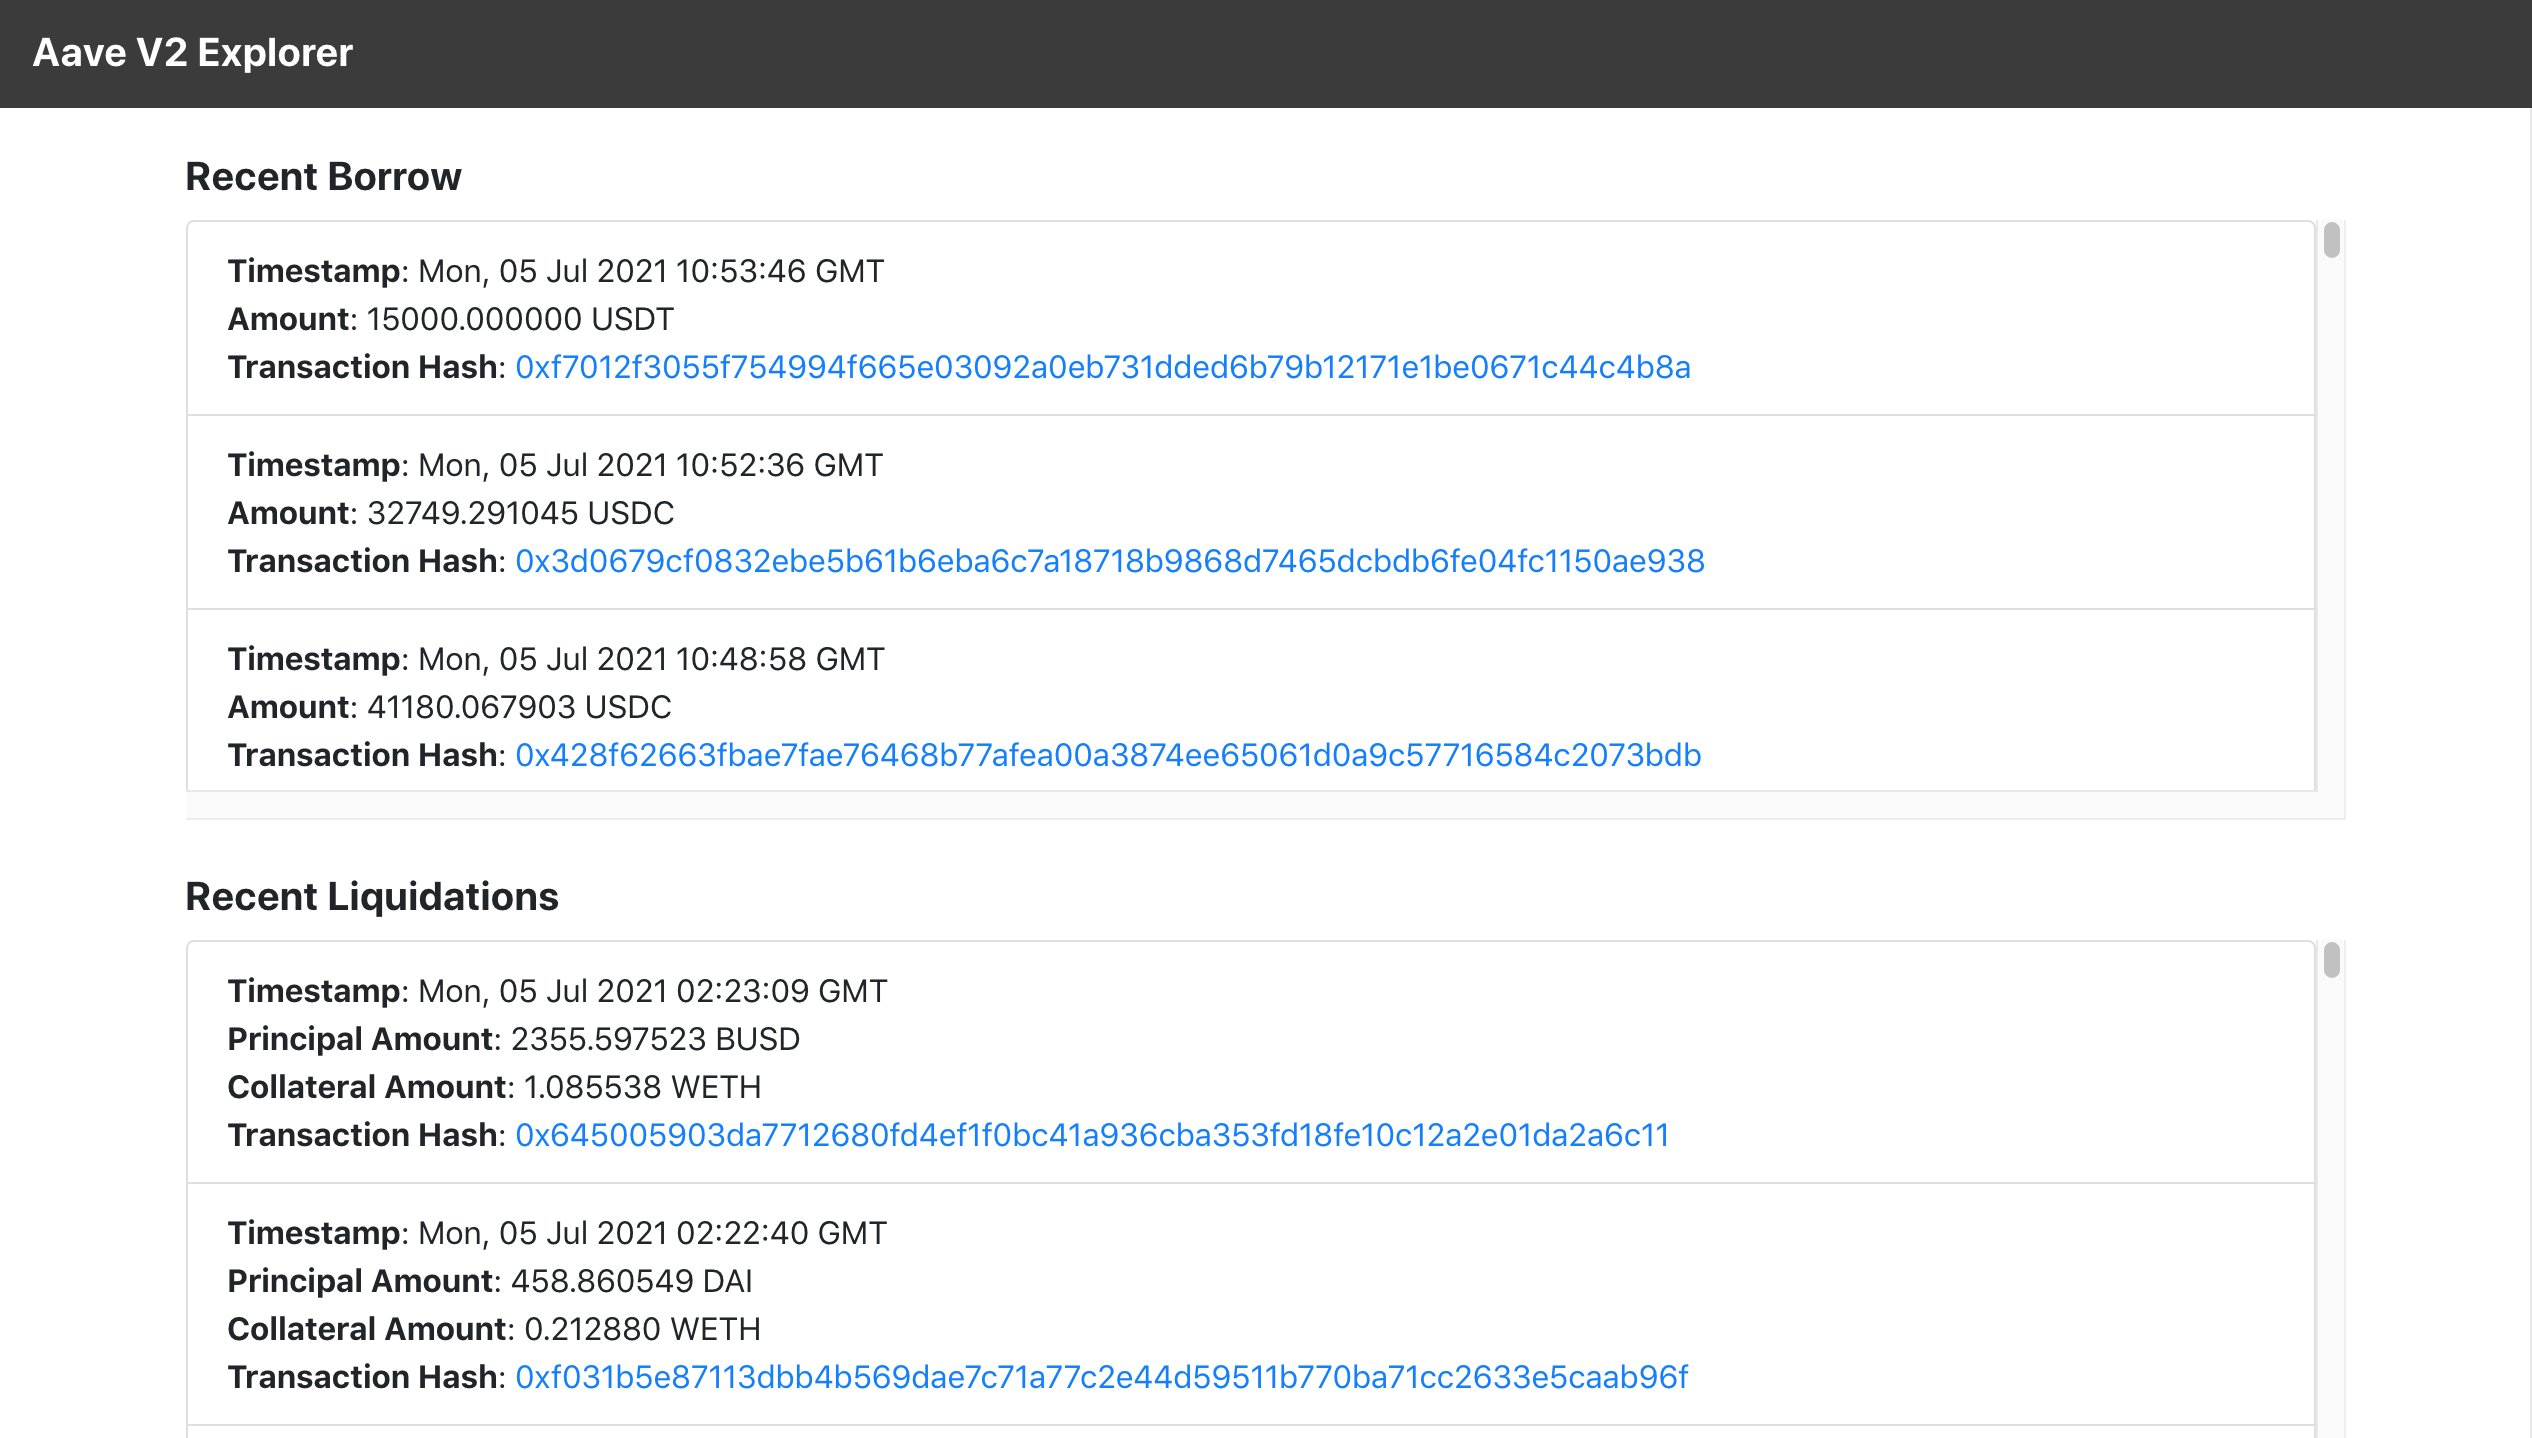 Aave V2 Explorer
Recent Borrow
Timestamp: Mon, 05 Jul 2021 10:53:46 GMT
Amount: 15000.000000 USDT
Transaction Hash: 0xf7012f3055f754994f665e03092a0eb731dded6b79b12171e1be0671c44c4b8a
Timestamp: Mon, 05 Jul 2021 10:52:36 GMT
Amount: 32749.291045 USDC
Transaction Hash: 0x3d0679cf0832ebe5b61b6eba6c7a18718b9868d7465dcbdb6fe04fc1150ae938
Timestamp: Mon, 05 Jul 2021 10:48:58 GMT
Amount: 41180.067903 USDC
Transaction Hash: 0x428f62663fbae7fae76468b77afea00a3874ee65061d0a9c57716584c2073bdb
Recent Liquidations
Timestamp: Mon, 05 Jul 2021 02:23:09 GMT
Principal Amount: 2355.597523 BUSD
Collateral Amount: 1.085538 WETH
Transaction Hash: 0x645005903da7712680fd4ef1f0bc41a936cba353fd18fe10c12a2e01da2a6c11
Timestamp: Mon, 05 Jul 2021 02:22:40 GMT
Principal Amount: 458.860549 DAI
Collateral Amount: 0.212880 WETH
Transaction Hash: 0xf031b5e87113dbb4b569dae7c71a77c2e44d59511b770ba71cc2633e5caab96f